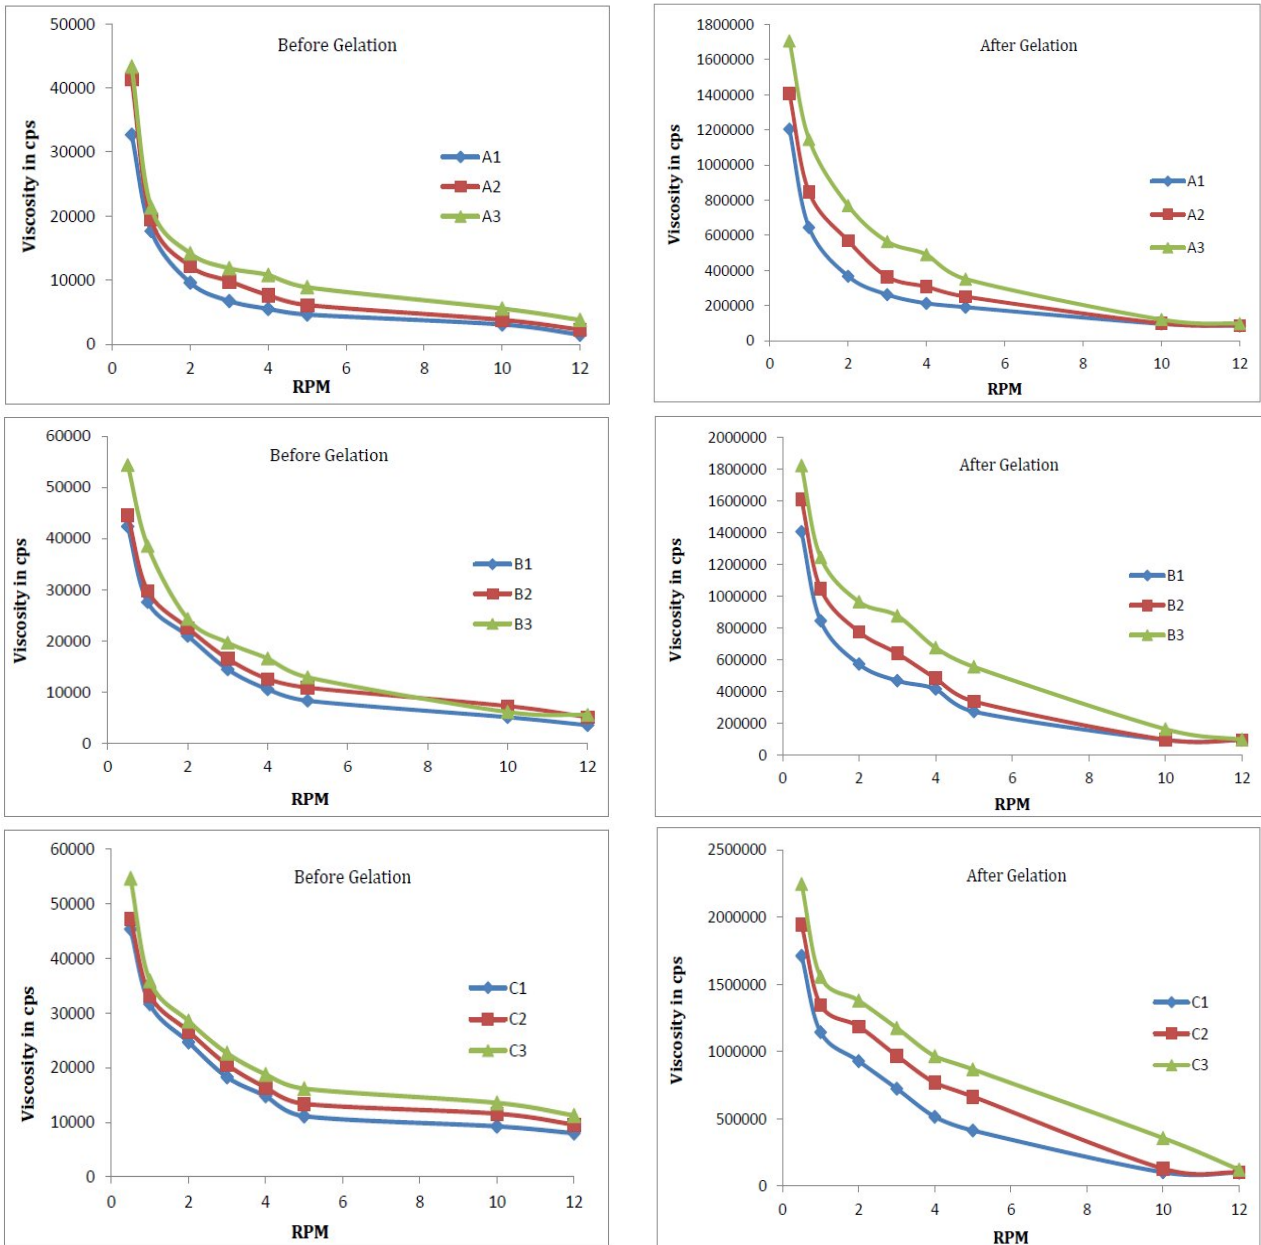 Before Gelation
50000
40000
30000
20000
10000
0
Viscosity in cps
A1
A2
A3
0 2 4 6 8 10 12
RPM
After Gelation
1800000
1600000
1400000
1200000
1000000
800000
600000
400000
200000
0
Viscosity in cps
A1
A2
A3
0 2 4 6 8 10 12
RPM
Before Gelation
60000
50000
40000
30000
20000
10000
0
Viscosity in cps
B1
B2
B3
0 2 4 6 8 10 12
RPM
After Gelation
2000000
1800000
1600000
1400000
1200000
1000000
800000
600000
400000
200000
0
Viscosity in cps
B1
B2
B3
0 2 4 6 8 10 12
RPM
Before Gelation
60000
50000
40000
30000
20000
10000
0
Viscosity in cps
C1
C2
C3
0 2 4 6 8 10 12
RPM
After Gelation
2500000
2000000
1500000
1000000
500000
0
Viscosity in cps
C1
C2
C3
0 2 4 6 8 10 12
RPM